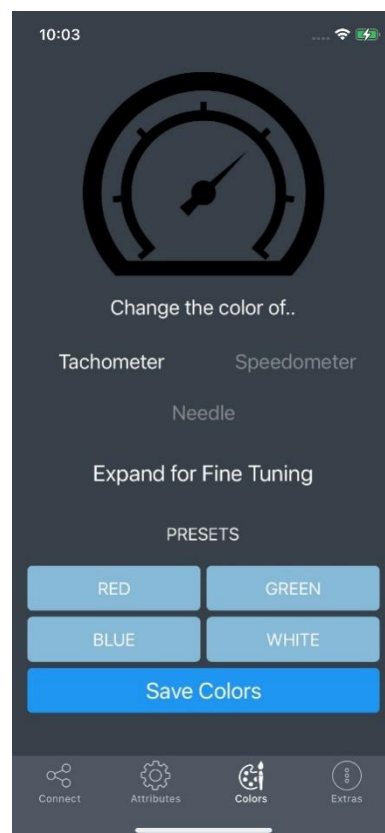 10:03
Change the color of..
Tachometer Speedometer
Needle
Expand for Fine Tuning
PRESETS
RED GREEN
BLUE WHITE
Save Colors
Connect Attributes Colors Extras